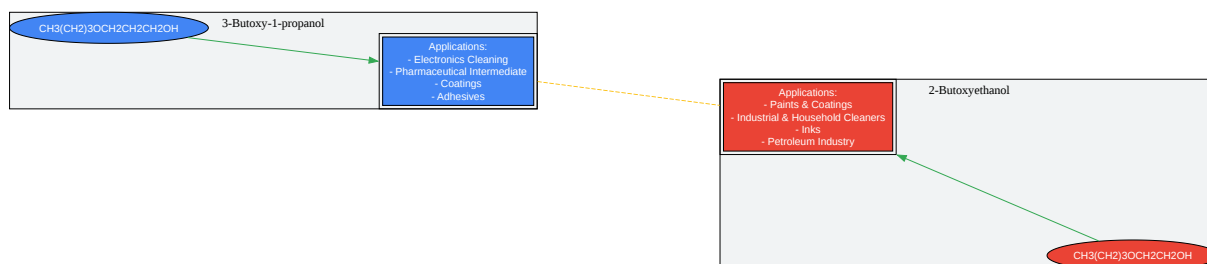 3-Butoxy-1-propanol
CH3(CH2)3OCH2CH2CH2OH
Applications:
- Electronics Cleaning
- Pharmaceutical Intermediate
- Coatings
- Adhesives
2-Butoxyethanol
Applications:
- Paints & Coatings
- Industrial & Household Cleaners
- Inks
- Petroleum Industry
CH3(CH2)3OCH2CH2OH